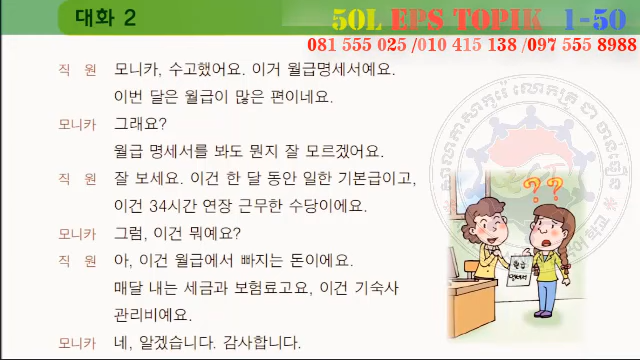 대화 2
50L EPS TOPIK 1-50
081 555 025 /010 415 138 /097 555 8988
직 원 모니카, 수고했어요. 이거 월급명세서예요.
이번 달은 월급이 많은 편이네요.
모니카 그래요?
월급 명세서를 봐도 뭔지 잘 모르겠어요.
직 원 잘 보세요. 이건 한 달 동안 일한 기본급이고,
이건 34시간 연장 근무한 수당이에요.
모니카 그럼, 이건 뭐예요?
직 원 아, 이건 월급에서 빠지는 돈이에요.
매달 내는 세금과 보험료고요, 이건 기숙사
관리비예요.
모니카 네, 알겠습니다. 감사합니다.
??
월급
명세서